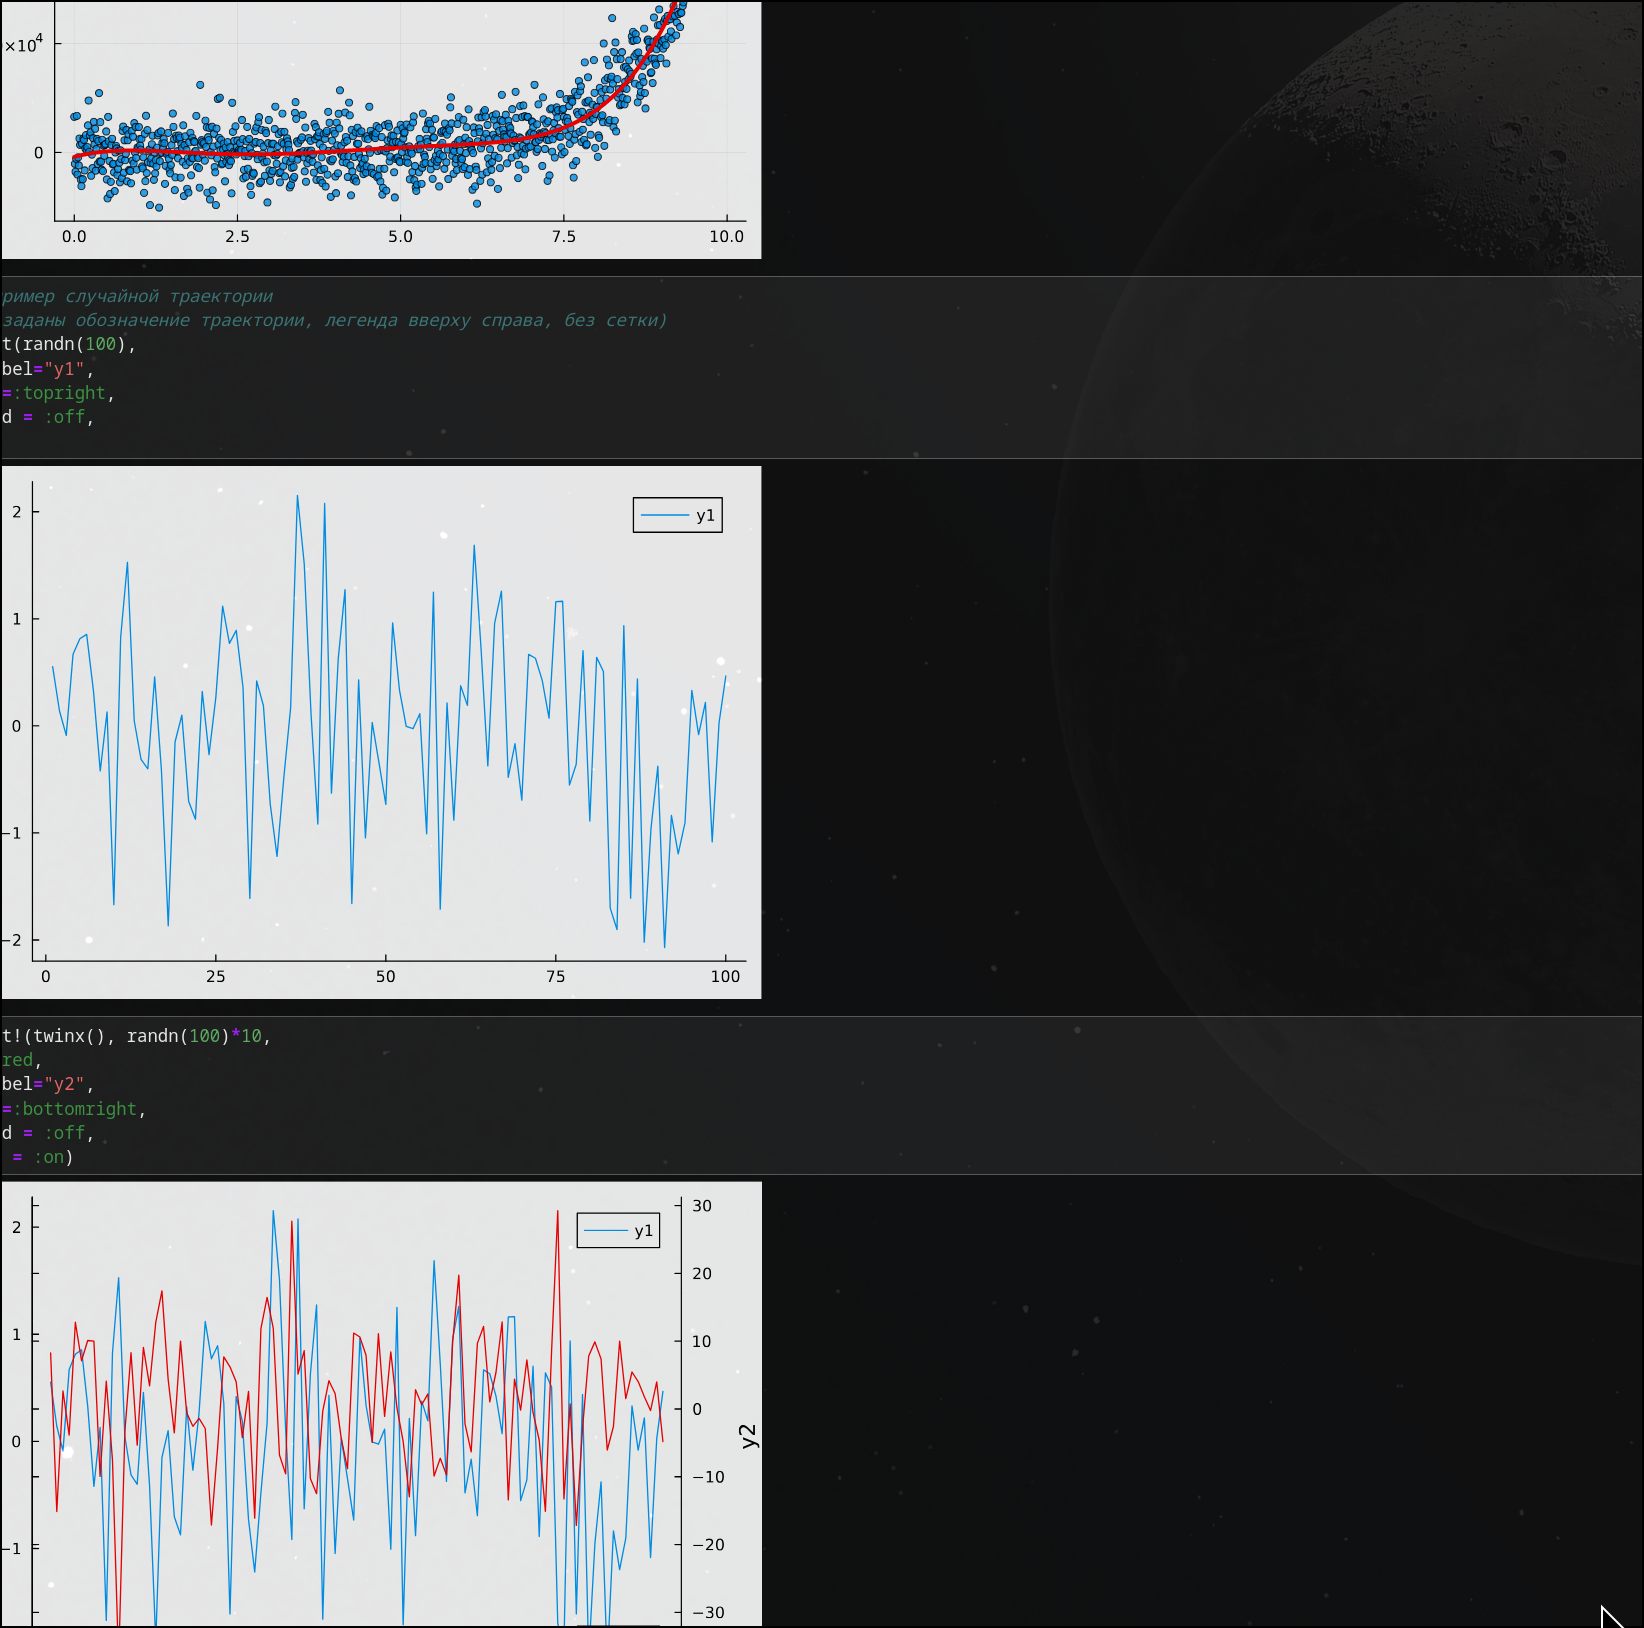 ×10⁴
0
0.0 2.5 5.0 7.5 10.0
ример случайной траектории
заданы обозначение траектории, легенда вверху справа, без сетки)
t(randn(100),
bel="y1",
=:topright,
d = :off,
2
y1
1
0
−1
−2
0 25 50 75 100
t!(twinx(), randn(100)*10,
red,
bel="y2",
=:bottomright,
d = :off,
= :on)
30
2
y1
20
1
10
0
y2
0
−10
−20
−1
−30